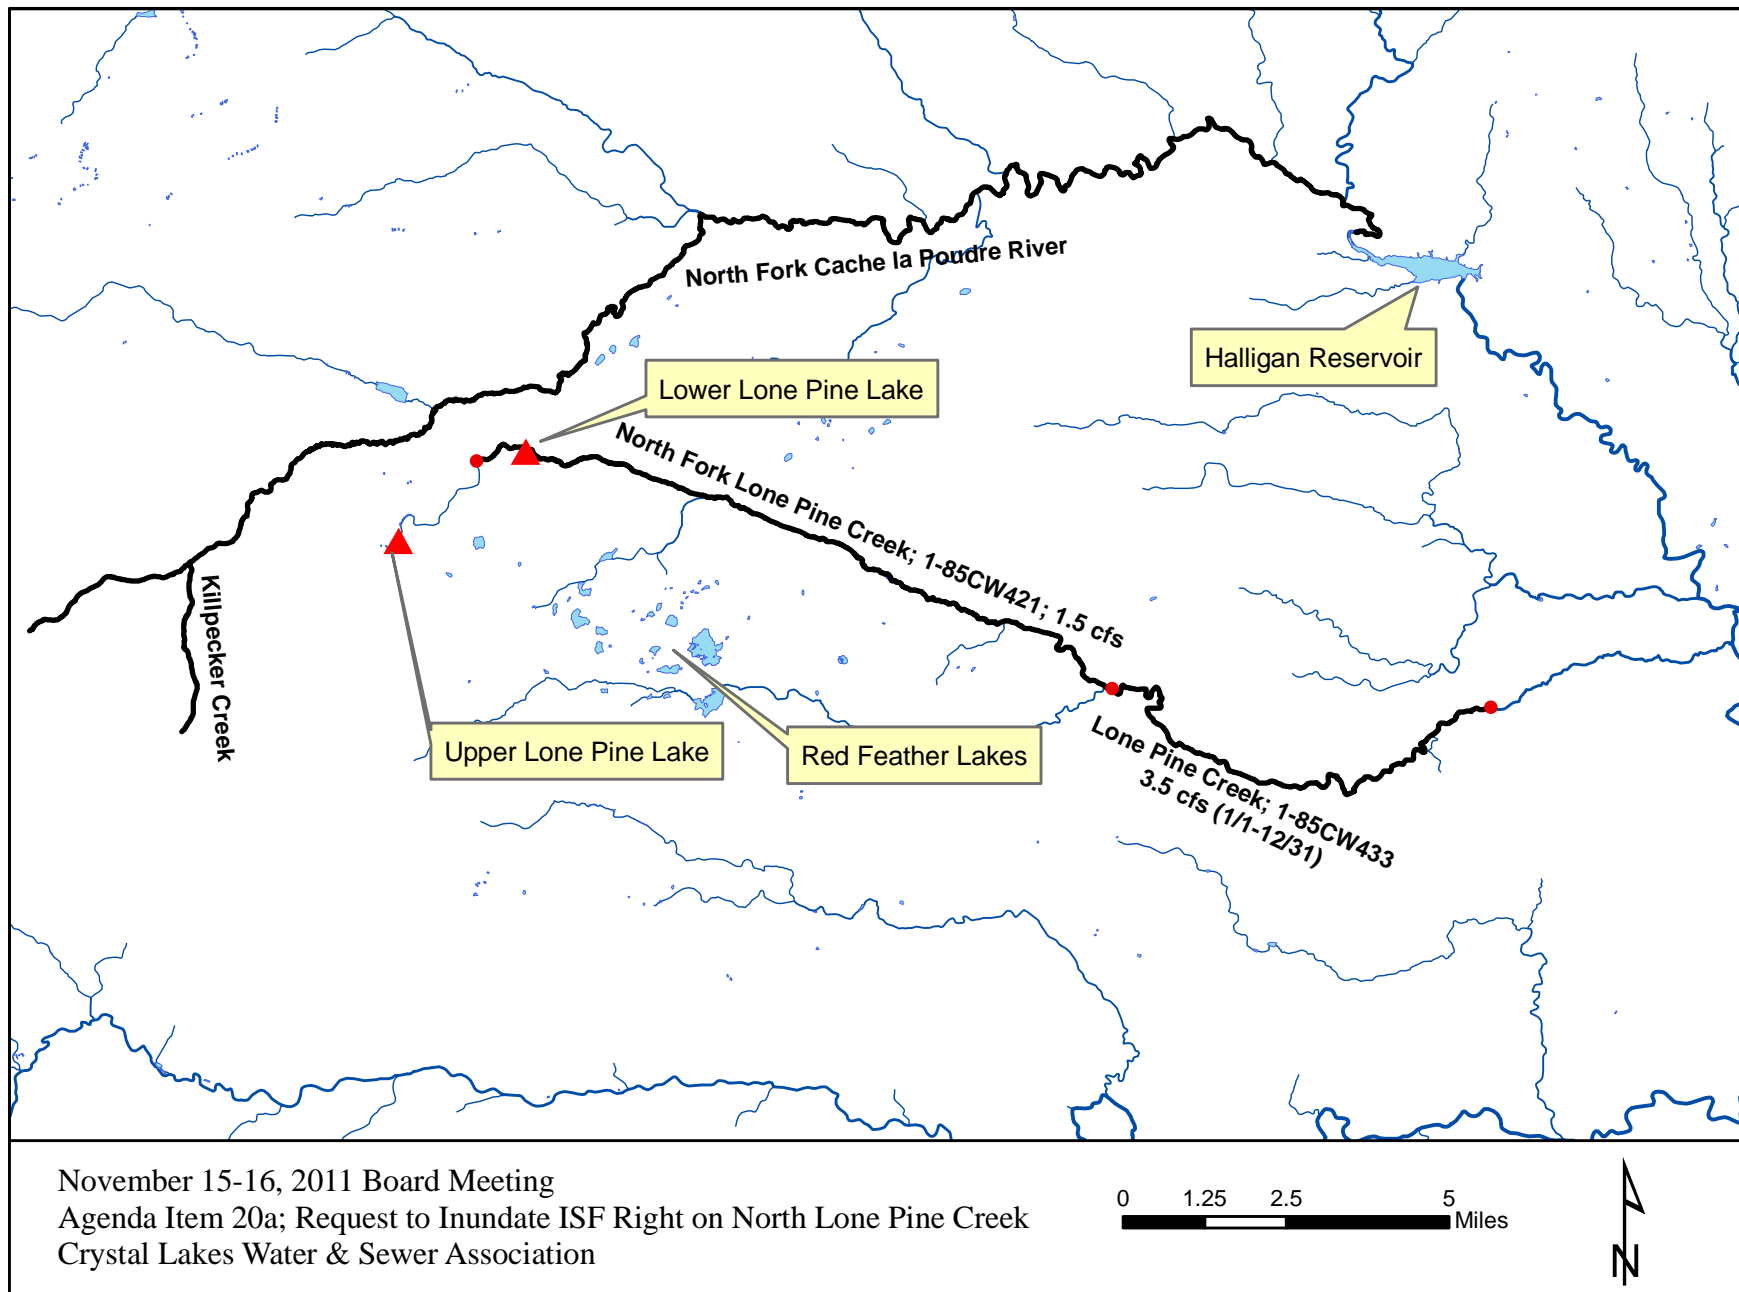 North Fork Cache la Poudre River
Halligan Reservoir
Lower Lone Pine Lake
North Fork Lone Pine Creek; 1-85CW421; 1.5 cfs
Killpecker Creek
Upper Lone Pine Lake
Red Feather Lakes
Lone Pine Creek; 1-85CW433
3.5 cfs (1/1-12/31)
November 15-16, 2011 Board Meeting
Agenda Item 20a; Request to Inundate ISF Right on North Lone Pine Creek
Crystal Lakes Water & Sewer Association
0 1.25 2.5 5
Miles
N